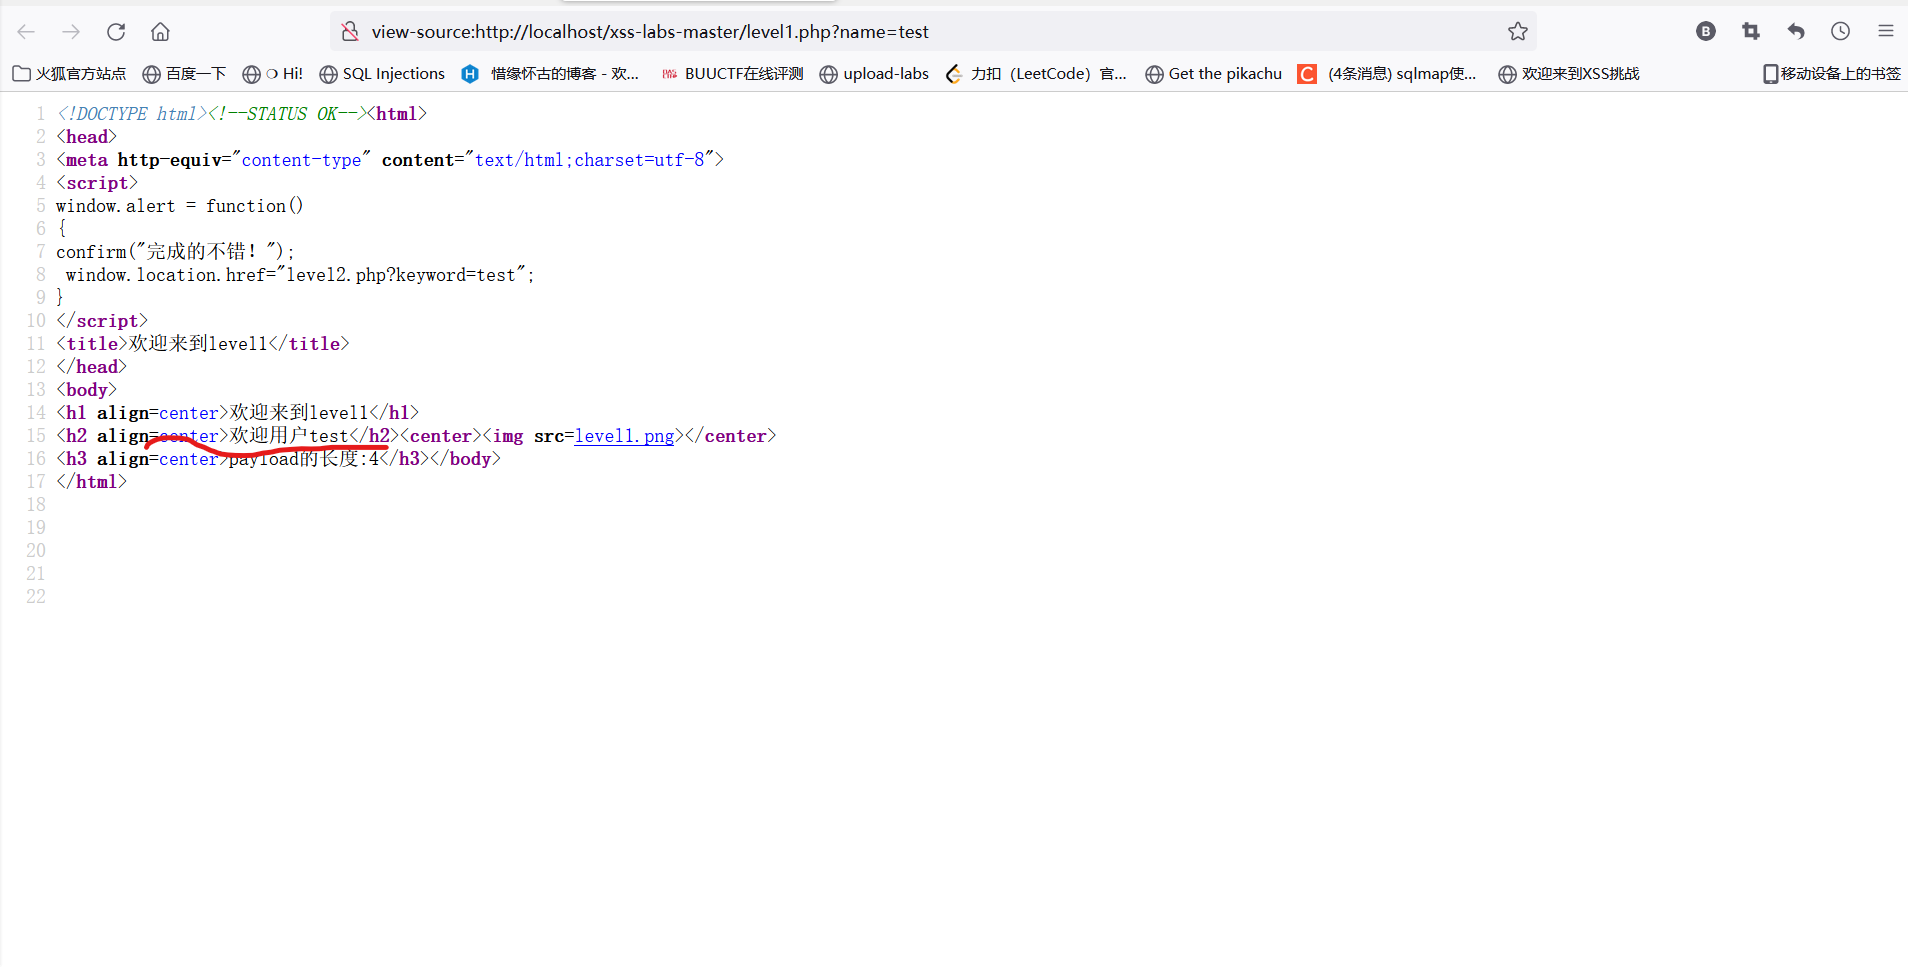 view-source:http://localhost/xss-labs-master/level1.php?name=test
B
火狐官方站点 百度一下 ❍ Hi! SQL Injections H 惜缘怀古的博客 - 欢... BUUCTF在线评测 upload-labs 力扣（LeetCode）官... Get the pikachu C (4条消息) sqlmap使... 欢迎来到XSS挑战 移动设备上的书签
1 <!DOCTYPE html><!--STATUS OK--><html>
2 <head>
3 <meta http-equiv="content-type" content="text/html;charset=utf-8">
4 <script>
5 window.alert = function()
6 {
7 confirm("完成的不错！");
8  window.location.href="level2.php?keyword=test";
9 }
10 </script>
11 <title>欢迎来到level1</title>
12 </head>
13 <body>
14 <h1 align=center>欢迎来到level1</h1>
15 <h2 align=center>欢迎用户test</h2><center><img src=level1.png></center>
16 <h3 align=center>payload的长度:4</h3></body>
17 </html>
18
19
20
21
22